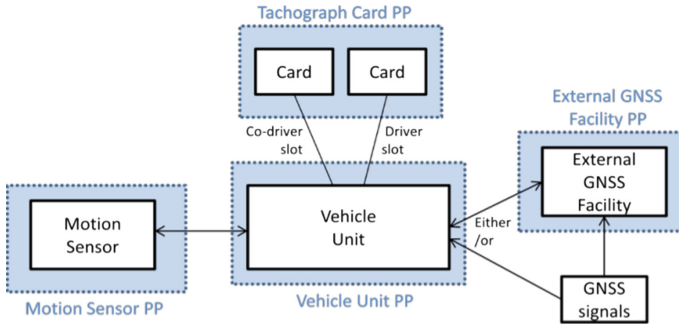 Tachograph Card PP
Card
Card
Co-driver
slot
Driver
slot
External GNSS
Facility PP
External
GNSS
Facility
Motion
Sensor
Vehicle
Unit
Either
/or
GNSS
signals
Motion Sensor PP
Vehicle Unit PP